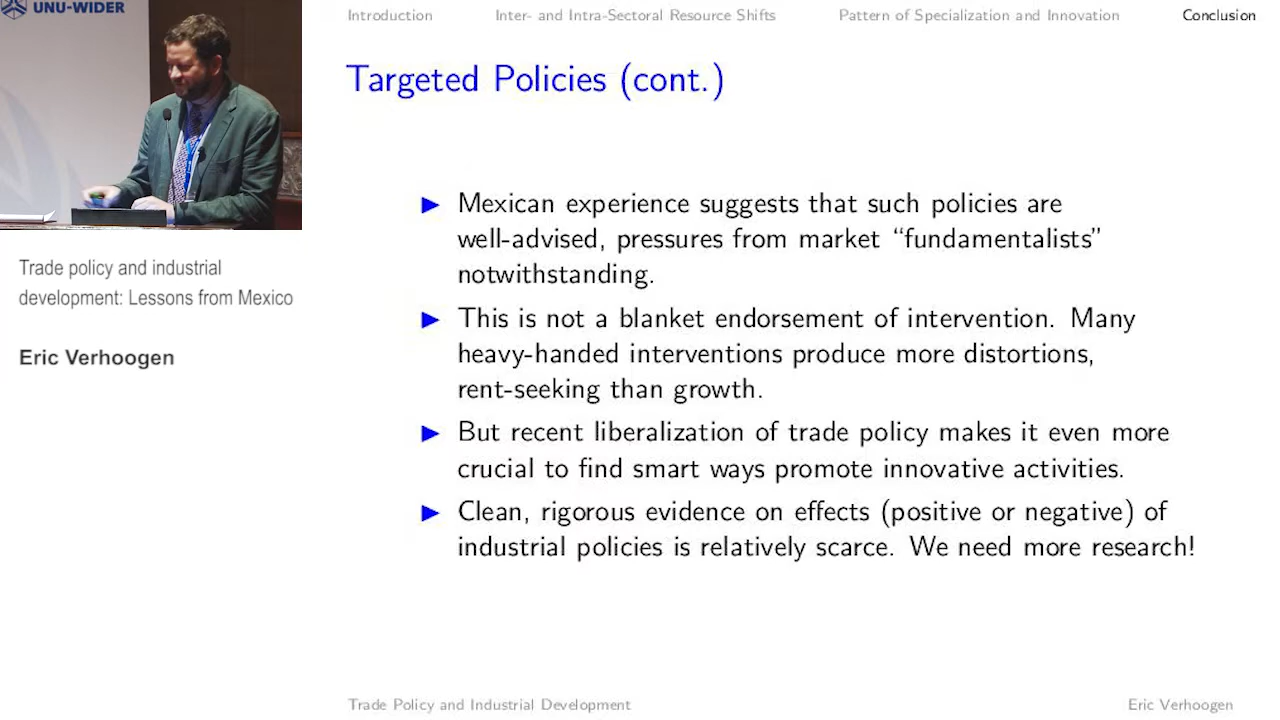 UNU-WIDER
Introduction
Inter- and Intra-Sectoral Resource Shifts
Pattern of Specialization and Innovation
Conclusion
Targeted Policies (cont.)
Mexican experience suggests that such policies are
well-advised, pressures from market “fundamentalists”
notwithstanding.
This is not a blanket endorsement of intervention. Many
heavy-handed interventions produce more distortions,
rent-seeking than growth.
But recent liberalization of trade policy makes it even more
crucial to find smart ways promote innovative activities.
Clean, rigorous evidence on effects (positive or negative) of
industrial policies is relatively scarce. We need more research!
Trade policy and industrial
development: Lessons from Mexico
Eric Verhoogen
Trade Policy and Industrial Development
Eric Verhoogen